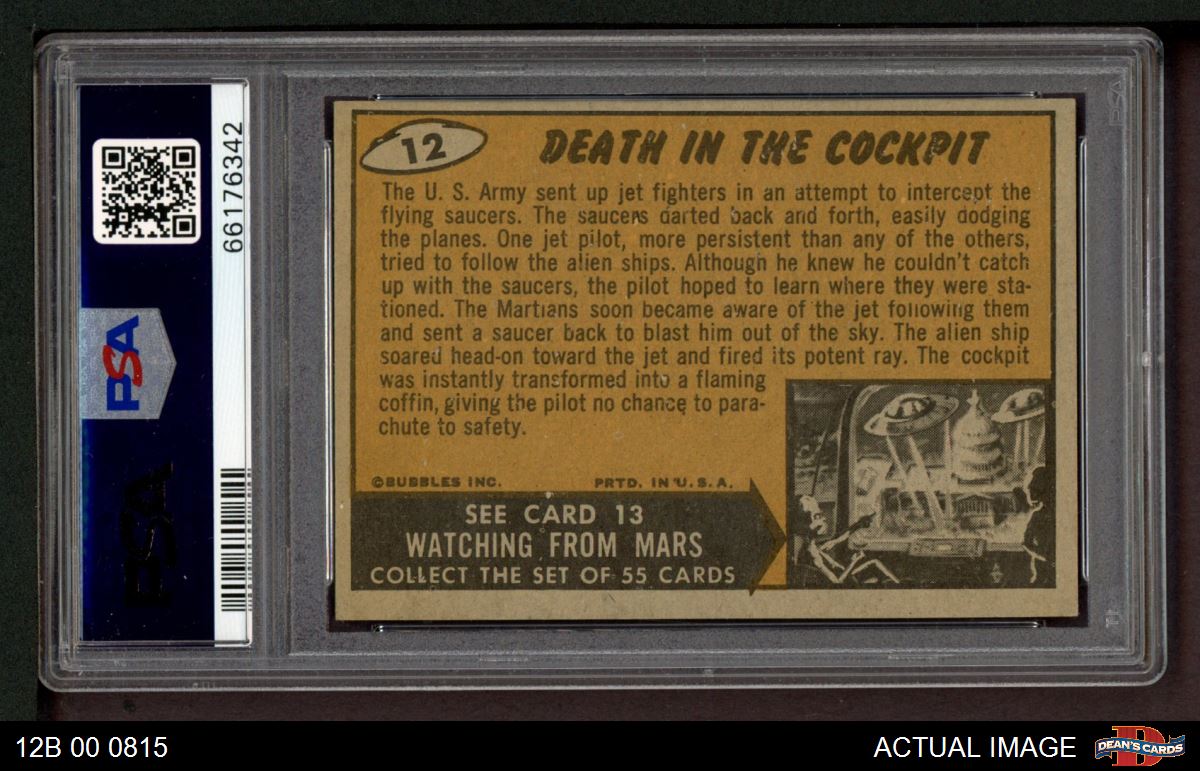 66176342
PSA
PSA
12
DEATH IN THE COCKPIT
The U. S. Army sent up jet fighters in an attempt to intercept the
flying saucers. The saucers darted back and forth, easily dodging
the planes. One jet pilot, more persistent than any of the others,
tried to follow the alien ships. Although he knew he couldn't catch
up with the saucers, the pilot hoped to learn where they were sta-
tioned. The Martians soon became aware of the jet following them
and sent a saucer back to blast him out of the sky. The alien ship
soared head-on toward the jet and fired its potent ray. The cockpit
was instantly transformed into a flaming
coffin, giving the pilot no chance to para-
chute to safety.
©BUBBLES INC. PRTD. IN U.S.A.
SEE CARD 13
WATCHING FROM MARS
COLLECT THE SET OF 55 CARDS
12B 00 0815
ACTUAL IMAGE
D
DEAN'S CARDS